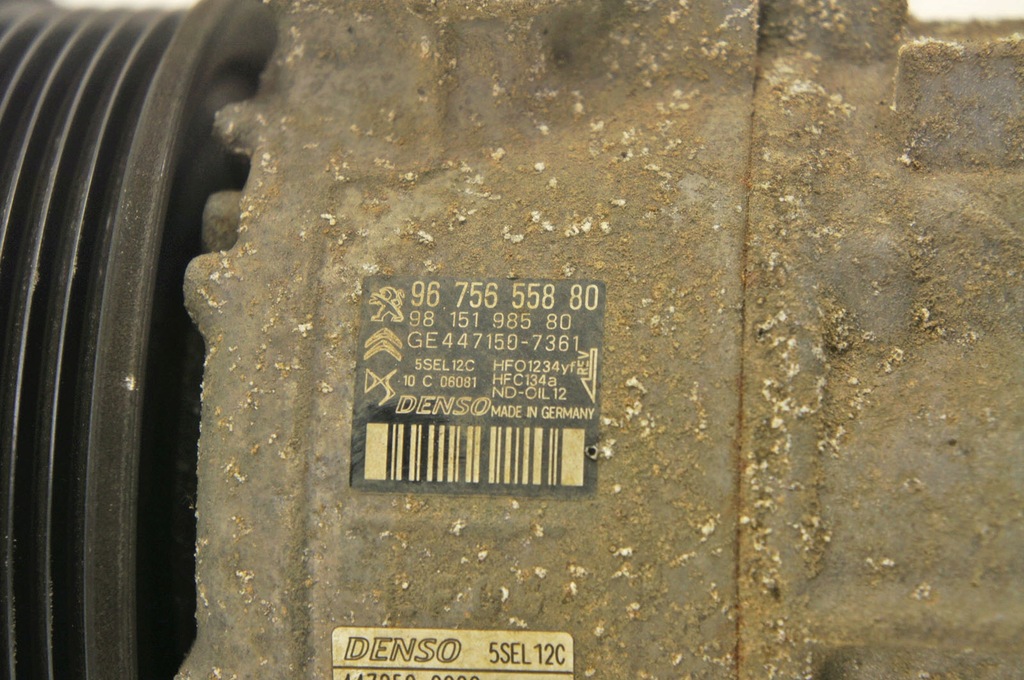 96 756 558 80
98 151 985 80
GE447150-7361
5SEL12C HFO1234yf
10 C 06081 HFC134a
ND-OIL12
REV
DENSO MADE IN GERMANY
DENSO 5SEL12C